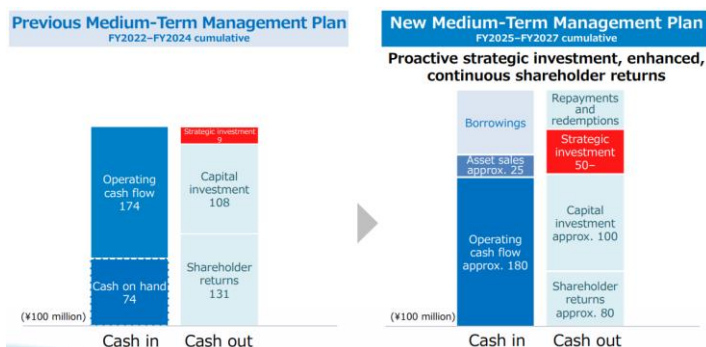 Previous Medium-Term Management Plan
FY2022–FY2024 cumulative
Strategic investment
9
Operating
cash flow
174
Capital
investment
108
Cash on hand
74
Shareholder
returns
131
(¥100 million)
Cash in
Cash out
New Medium-Term Management Plan
FY2025–FY2027 cumulative
Proactive strategic investment, enhanced,
continuous shareholder returns
Borrowings
Repayments
and
redemptions
Asset sales
approx. 25
Strategic
investment
50–
Operating
cash flow
approx. 180
Capital
investment
approx. 100
Shareholder
returns
approx. 80
(¥100 million)
Cash in
Cash out